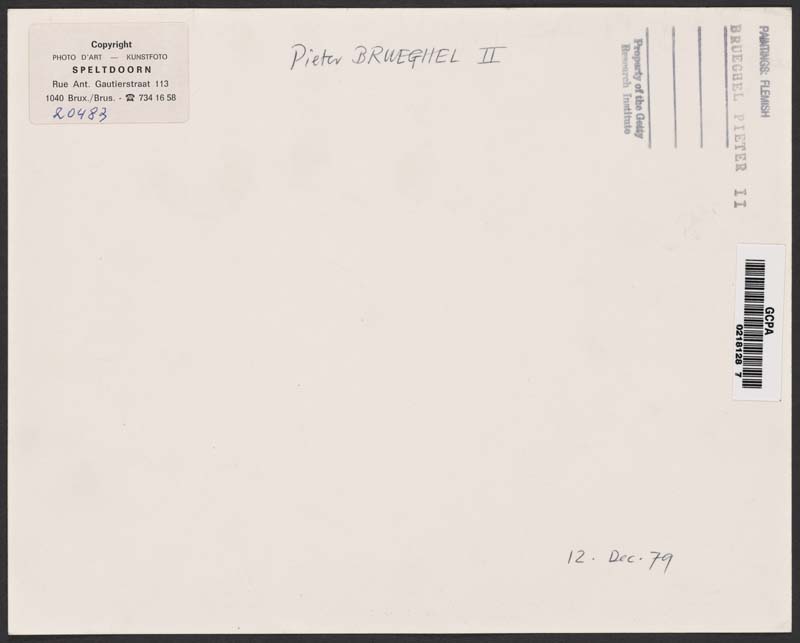 Copyright
PHOTO D'ART — KUNSTFOTO
SPELTDOORN
Rue Ant. Gautierstraat 113
1040 Brux./Brus. - ☎ 734 16 58
20483
Pieter BRUEGHEL II
Property of the Getty
Research Institute
PAINTINGS: FLEMISH
BRUEGHEL PIETER II
GCPA
0218128 7
12. Dec. 79